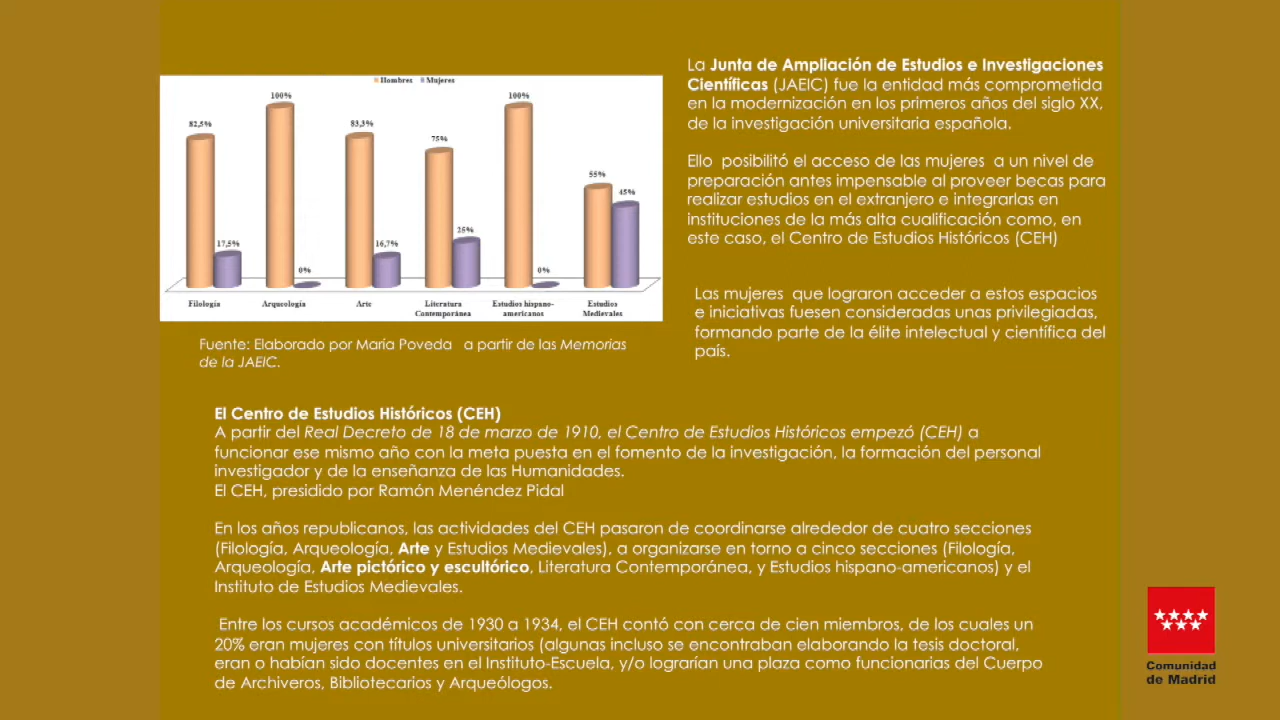 Hombres Mujeres
82,5%
17,5%
100%
0%
83,3%
16,7%
75%
25%
100%
0%
55%
45%
Filología
Arqueología
Arte
Literatura
Contemporánea
Estudios hispano-
americanos
Estudios
Medievales
Fuente: Elaborado por María Poveda a partir de las Memorias
de la JAEIC.
La Junta de Ampliación de Estudios e Investigaciones
Científicas (JAEIC) fue la entidad más comprometida
en la modernización en los primeros años del siglo XX,
de la investigación universitaria española.
Ello posibilitó el acceso de las mujeres a un nivel de
preparación antes impensable al proveer becas para
realizar estudios en el extranjero e integrarlas en
instituciones de la más alta cualificación como, en
este caso, el Centro de Estudios Históricos (CEH)
Las mujeres que lograron acceder a estos espacios
e iniciativas fuesen consideradas unas privilegiadas,
formando parte de la élite intelectual y científica del
país.
El Centro de Estudios Históricos (CEH)
A partir del Real Decreto de 18 de marzo de 1910, el Centro de Estudios Históricos empezó (CEH) a
funcionar ese mismo año con la meta puesta en el fomento de la investigación, la formación del personal
investigador y de la enseñanza de las Humanidades.
El CEH, presidido por Ramón Menéndez Pidal
En los años republicanos, las actividades del CEH pasaron de coordinarse alrededor de cuatro secciones
(Filología, Arqueología, Arte y Estudios Medievales), a organizarse en torno a cinco secciones (Filología,
Arqueología, Arte pictórico y escultórico, Literatura Contemporánea, y Estudios hispano-americanos) y el
Instituto de Estudios Medievales.
Entre los cursos académicos de 1930 a 1934, el CEH contó con cerca de cien miembros, de los cuales un
20% eran mujeres con títulos universitarios (algunas incluso se encontraban elaborando la tesis doctoral,
eran o habían sido docentes en el Instituto-Escuela, y/o lograrían una plaza como funcionarias del Cuerpo
de Archiveros, Bibliotecarios y Arqueólogos.
Comunidad
de Madrid